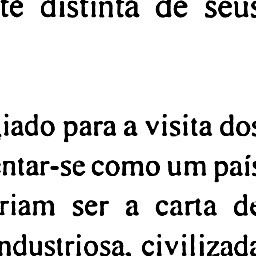 te distinta de seus
iado para a visita dos
entar-se como um país
riam ser a carta de
ndustriosa, civilizada